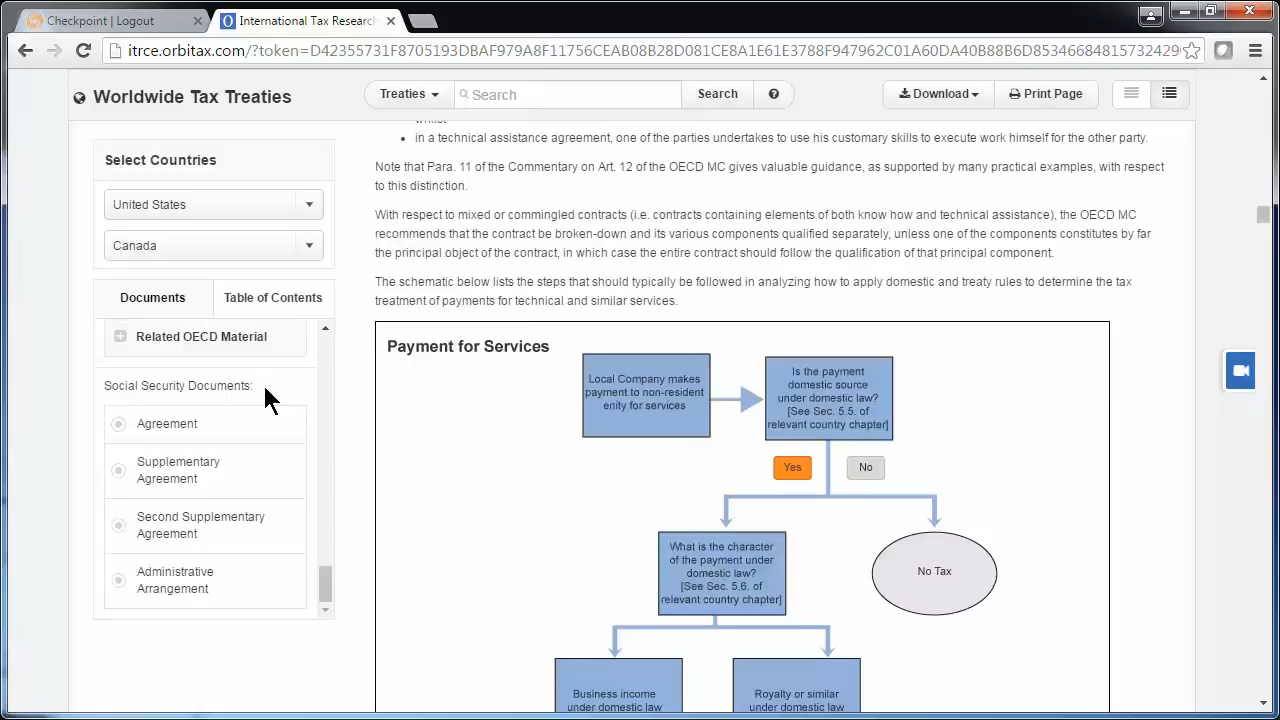 Checkpoint | Logout
International Tax Research
itrce.orbitax.com/?token=D42355731F8705193DBAF979A8F11756CEAB08B28D081CE8A1E61E3788F947962C01A60DA40B88B6D85346684815732429
Worldwide Tax Treaties
Treaties
Search
Search
Download
Print Page
Select Countries
United States
Canada
Documents
Table of Contents
Related OECD Material
Social Security Documents:
Agreement
Supplementary
Agreement
Second Supplementary
Agreement
Administrative
Arrangement
whilst
• in a technical assistance agreement, one of the parties undertakes to use his customary skills to execute work himself for the other party.
Note that Para. 11 of the Commentary on Art. 12 of the OECD MC gives valuable guidance, as supported by many practical examples, with respect
to this distinction.
With respect to mixed or commingled contracts (i.e. contracts containing elements of both know how and technical assistance), the OECD MC
recommends that the contract be broken-down and its various components qualified separately, unless one of the components constitutes by far
the principal object of the contract, in which case the entire contract should follow the qualification of that principal component.
The schematic below lists the steps that should typically be followed in analyzing how to apply domestic and treaty rules to determine the tax
treatment of payments for technical and similar services.
Payment for Services
Local Company makes
payment to non-resident
enity for services
Is the payment
domestic source
under domestic law?
[See Sec. 5.5. of
relevant country chapter]
Yes
No
What is the character
of the payment under
domestic law?
[See Sec. 5.6. of
relevant country chapter]
No Tax
Business income
under domestic law
Royalty or similar
under domestic law